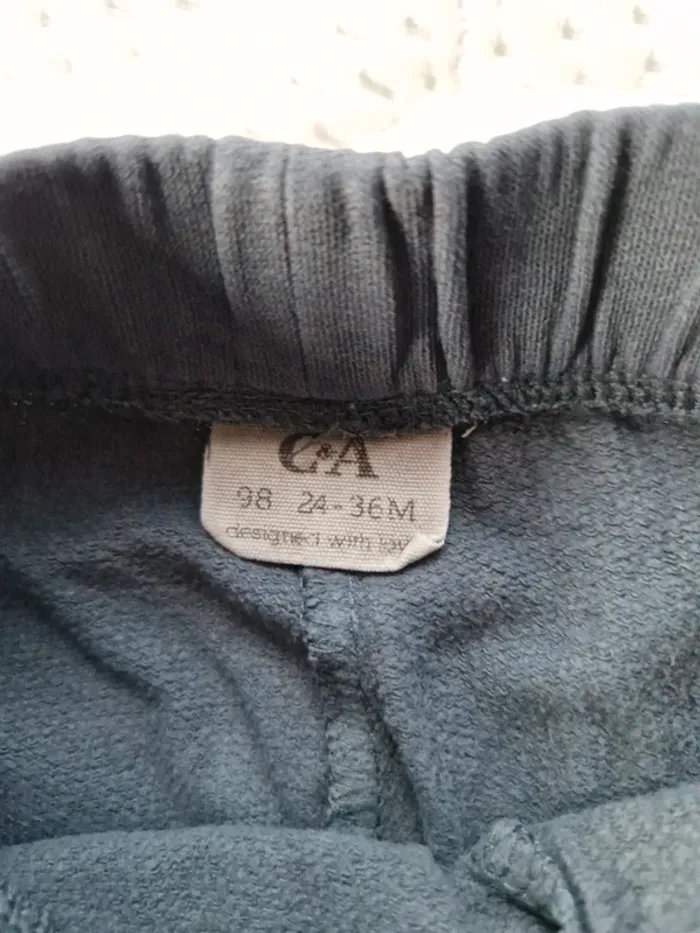 C&A
98 24-36M
designed with joy